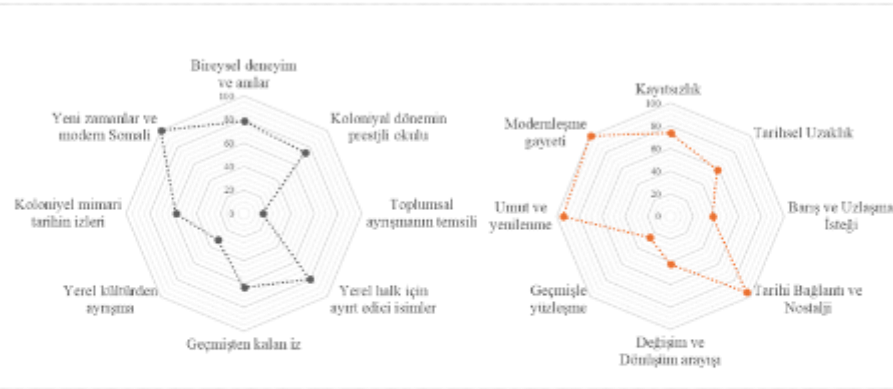 Bireysel deneyim
ve anılar
100
80
60
40
20
0
Koloniyal dönemin
prestijli okulu
Toplumsal
ayrışmanın temsili
Yerel halk için
ayırt edici isimler
Geçmişten kalan iz
Yerel kültürden
ayrışma
Koloniyel mimari
tarihin izleri
Yeni zamanlar ve
modern Somali
Kayıtsızlık
100
80
60
40
20
0
Tarihsel Uzaklık
Barış ve Uzlaşma
İsteği
Tarihi Bağlantı ve
Nostalji
Değişim ve
Dönüşüm arayışı
Geçmişle
yüzleşme
Umut ve
yenilenme
Modernleşme
gayreti